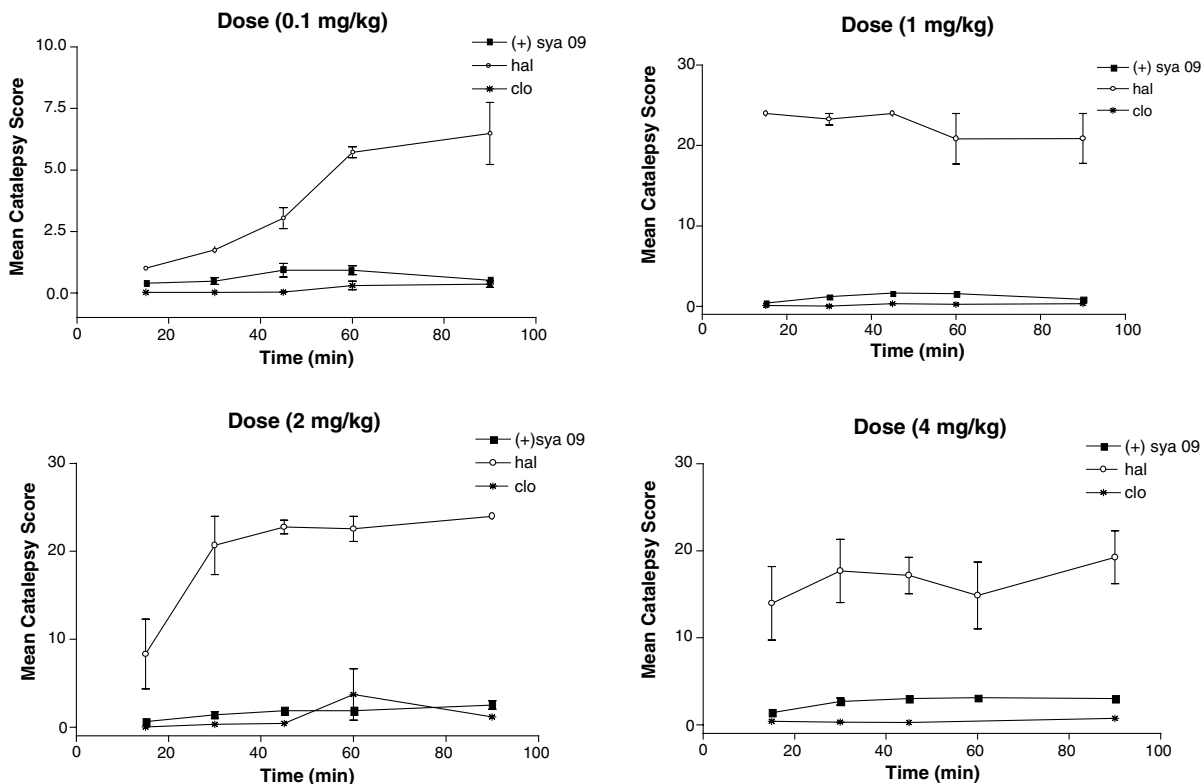 Dose (0.1 mg/kg)
(+) sya 09
hal
clo
10.0
7.5
5.0
2.5
0.0
Mean Catalepsy Score
0 20 40 60 80 100
Time (min)
Dose (1 mg/kg)
(+) sya 09
hal
clo
30
20
10
0
Mean Catalepsy Score
0 20 40 60 80 100
Time (min)
Dose (2 mg/kg)
(+)sya 09
hal
clo
30
20
10
0
Mean Catalepsy Score
0 20 40 60 80 100
Time (min)
Dose (4 mg/kg)
(+) sya 09
hal
clo
30
20
10
0
Mean Catalepsy Score
0 20 40 60 80 100
Time (min)